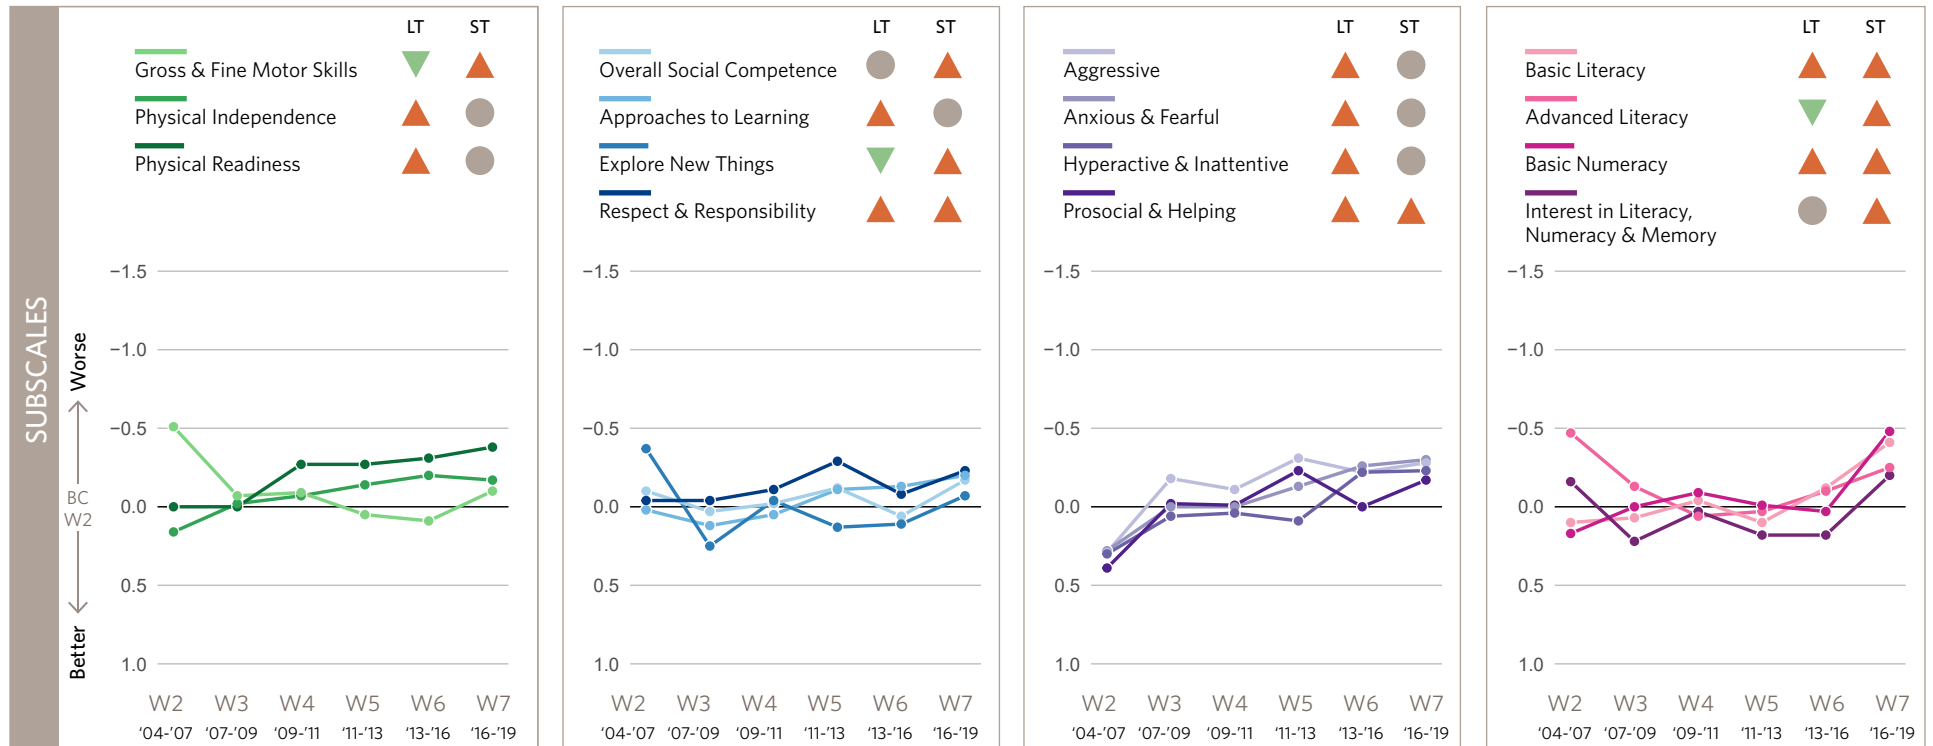 SUBSCALES
Worse
BC
W2
Better
LT ST
Gross & Fine Motor Skills
Physical Independence
Physical Readiness
−1.5
−1.0
−0.5
0.0
0.5
1.0
W2 W3 W4 W5 W6 W7
‘04-’07 ‘07-’09 ‘09-’11 ‘11-’13 ‘13-’16 ‘16-’19
LT ST
Overall Social Competence
Approaches to Learning
Explore New Things
Respect & Responsibility
−1.5
−1.0
−0.5
0.0
0.5
1.0
W2 W3 W4 W5 W6 W7
‘04-’07 ‘07-’09 ‘09-’11 ‘11-’13 ‘13-’16 ‘16-’19
LT ST
Aggressive
Anxious & Fearful
Hyperactive & Inattentive
Prosocial & Helping
−1.5
−1.0
−0.5
0.0
0.5
1.0
W2 W3 W4 W5 W6 W7
‘04-’07 ‘07-’09 ‘09-’11 ‘11-’13 ‘13-’16 ‘16-’19
LT ST
Basic Literacy
Advanced Literacy
Basic Numeracy
Interest in Literacy,
Numeracy & Memory
−1.5
−1.0
−0.5
0.0
0.5
1.0
W2 W3 W4 W5 W6 W7
‘04-’07 ‘07-’09 ‘09-’11 ‘11-’13 ‘13-’16 ‘16-’19